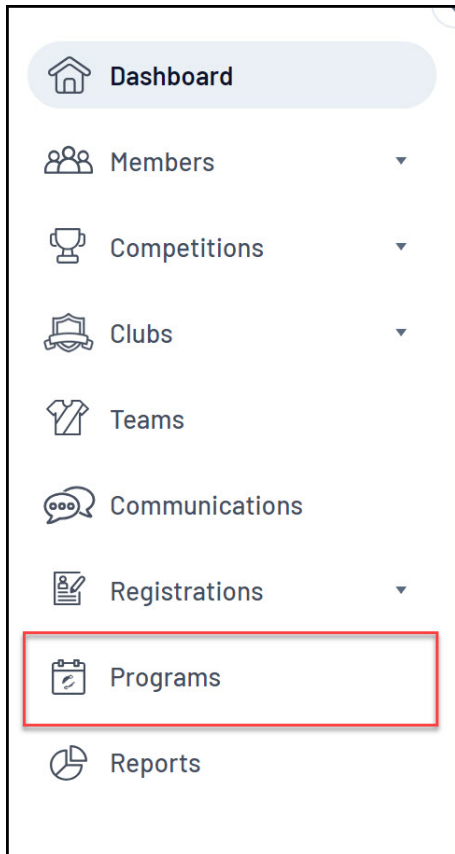 Dashboard
Members
Competitions
Clubs
Teams
Communications
Registrations
Programs
Reports